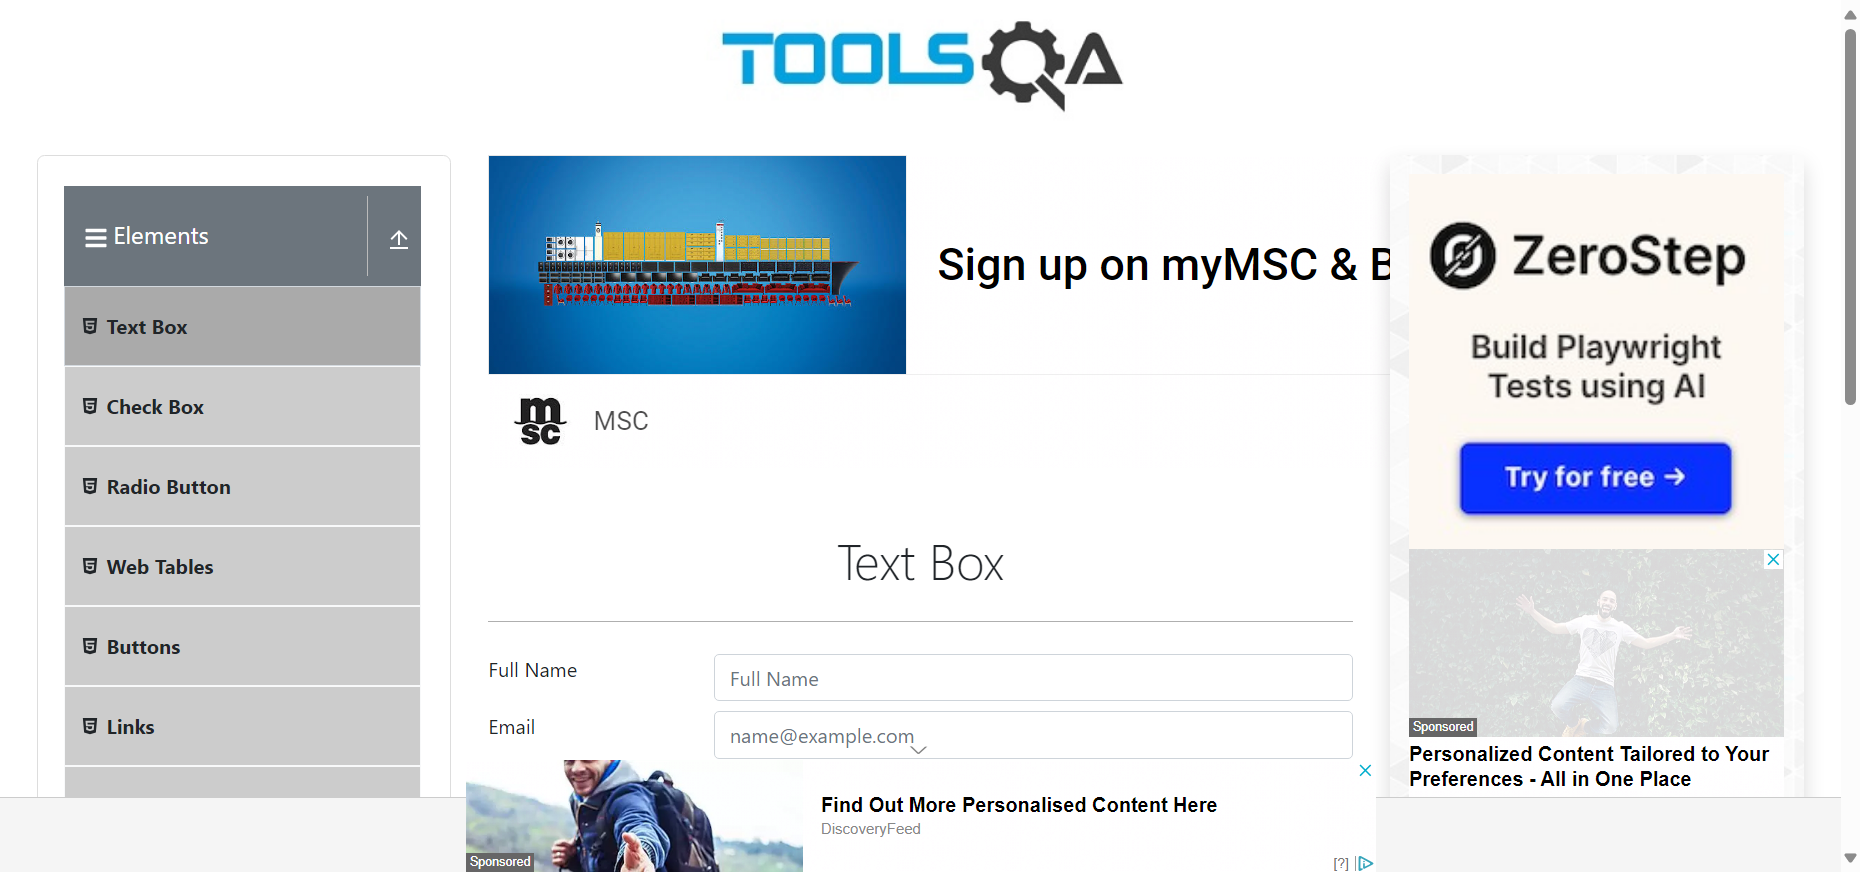 TOOLSQA
Elements
Text Box
Check Box
Radio Button
Web Tables
Buttons
Links
Sign up on myMSC & B
msc
MSC
Text Box
Full Name
Full Name
Email
name@example.com
Sponsored
Find Out More Personalised Content Here
DiscoveryFeed
[?]
ZeroStep
Build Playwright
Tests using AI
Try for free →
Sponsored
Personalized Content Tailored to Your
Preferences - All in One Place